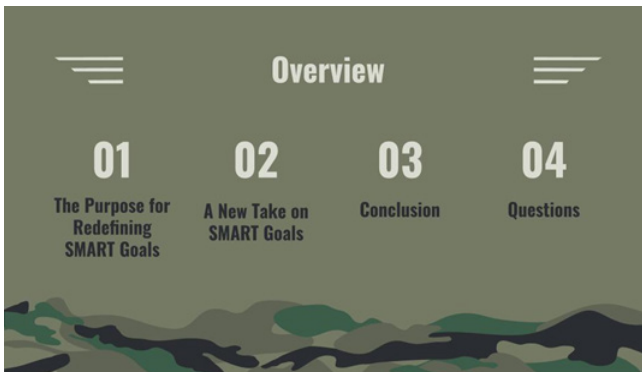 Overview
01
The Purpose for
Redefining
SMART Goals
02
A New Take on
SMART Goals
03
Conclusion
04
Questions